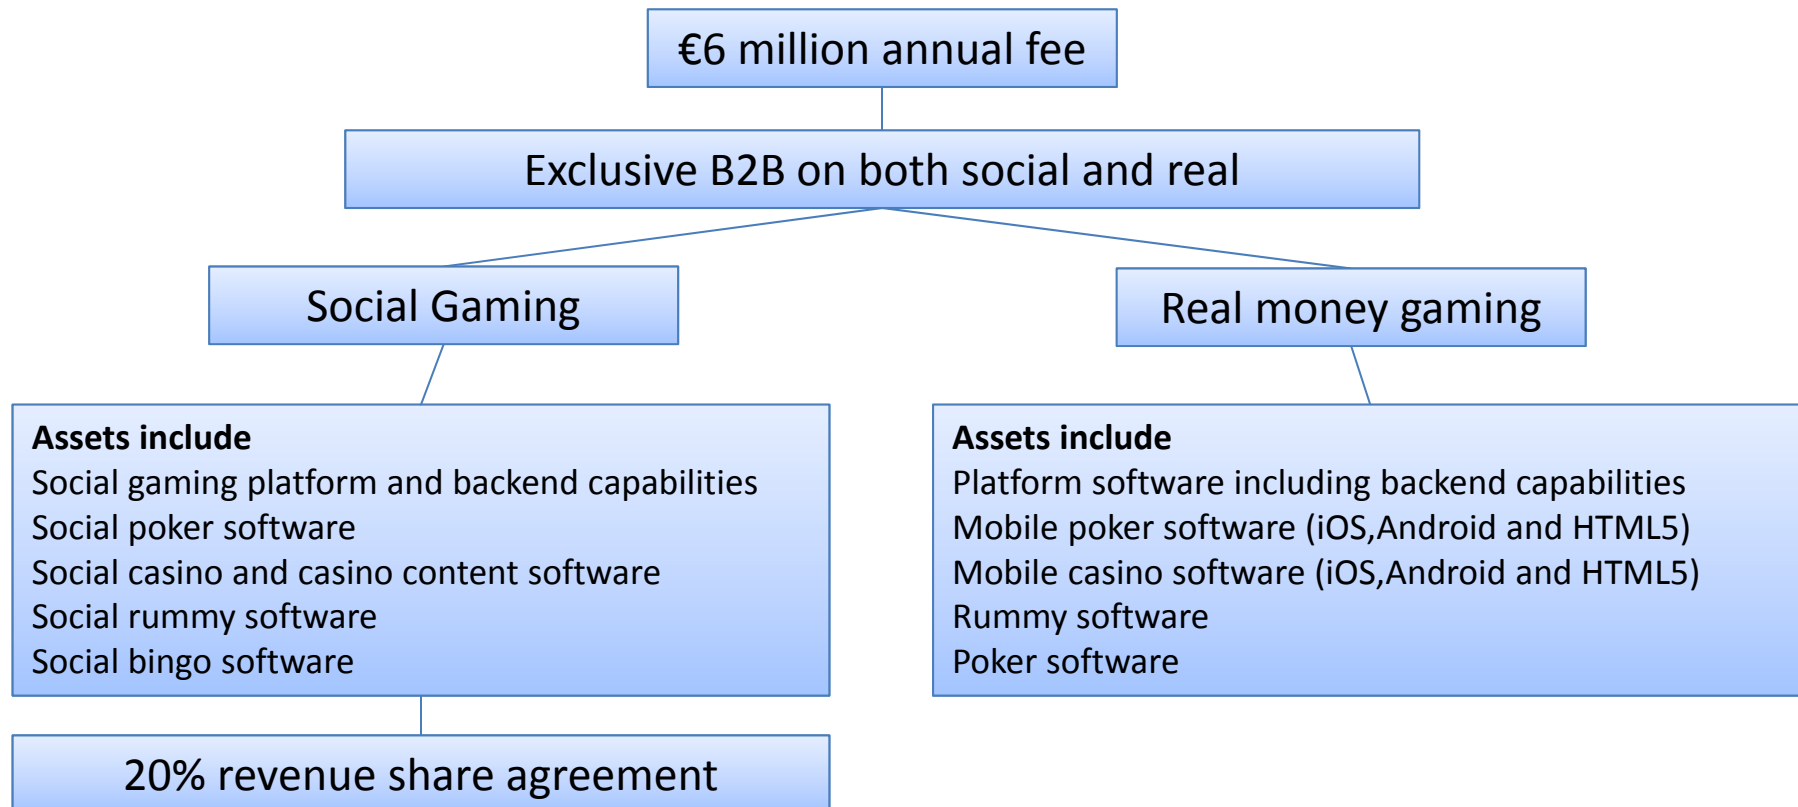 €6 million annual fee
Exclusive B2B on both social and real
Social Gaming
Real money gaming
Assets include
Social gaming platform and backend capabilities
Social poker software
Social casino and casino content software
Social rummy software
Social bingo software
Assets include
Platform software including backend capabilities
Mobile poker software (iOS,Android and HTML5)
Mobile casino software (iOS,Android and HTML5)
Rummy software
Poker software
20% revenue share agreement